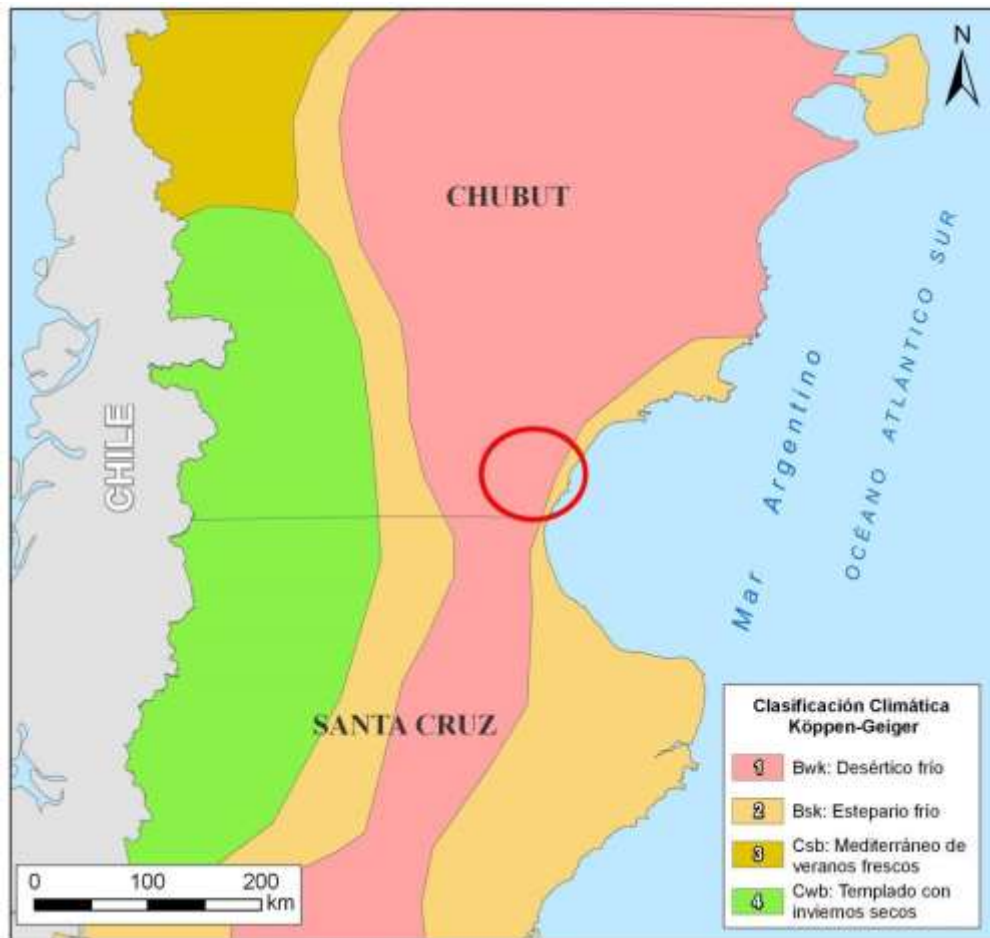 N
CHUBUT
CHILE
Mar Argentino
OCÉANO ATLÁNTICO SUR
SANTA CRUZ
Clasificación Climática
Köppen-Geiger
1 Bwk: Desértico frío
2 Bsk: Estepario frío
3 Csb: Mediterráneo de
veranos frescos
4 Cwb: Templado con
inviernos secos
0 100 200
km